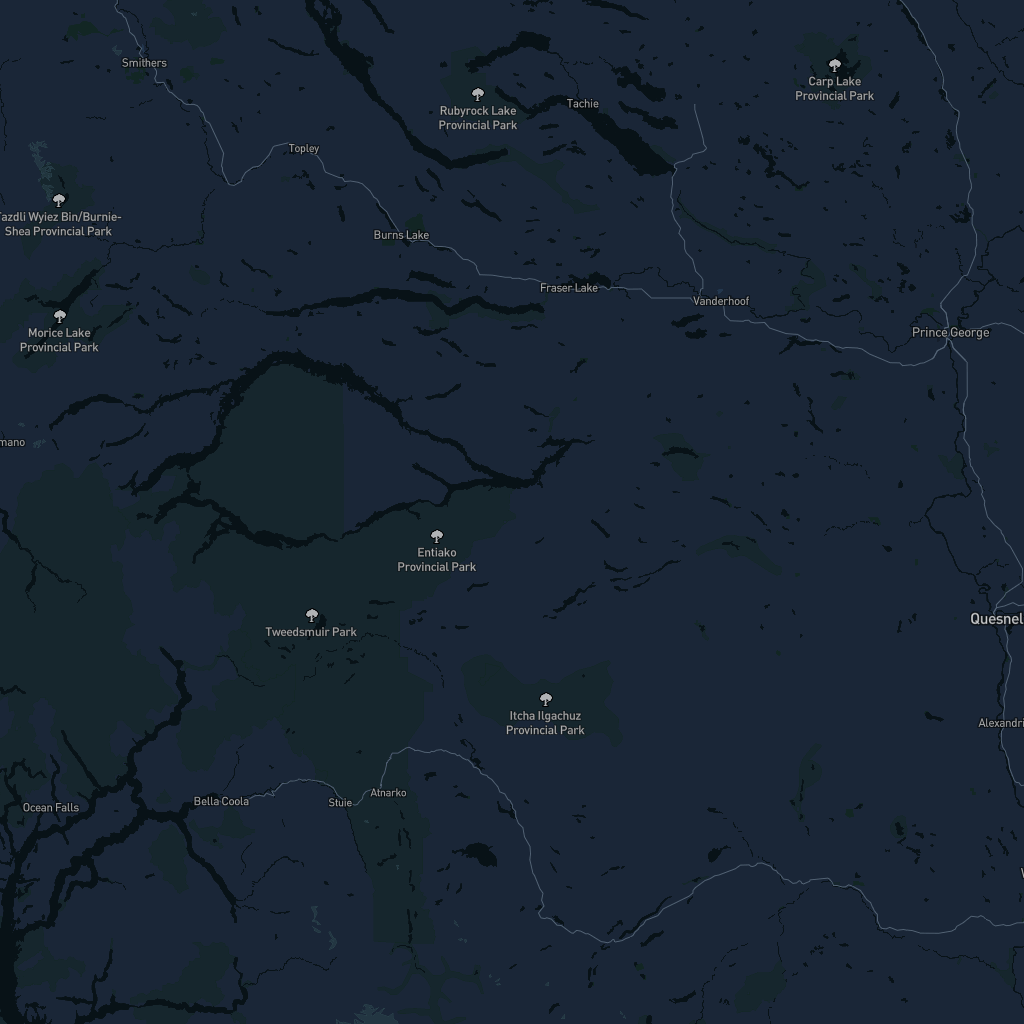 Smithers
Carp Lake
Provincial Park
Rubyrock Lake
Provincial Park
Tachie
Topley
azdli Wyiez Bin/Burnie-
Shea Provincial Park
Burns Lake
Fraser Lake
Vanderhoof
Morice Lake
Provincial Park
Prince George
mano
Entiako
Provincial Park
Tweedsmuir Park
Quesnel
Itcha Ilgachuz
Provincial Park
Alexandri
Atnarko
Bella Coola
Stuie
Ocean Falls